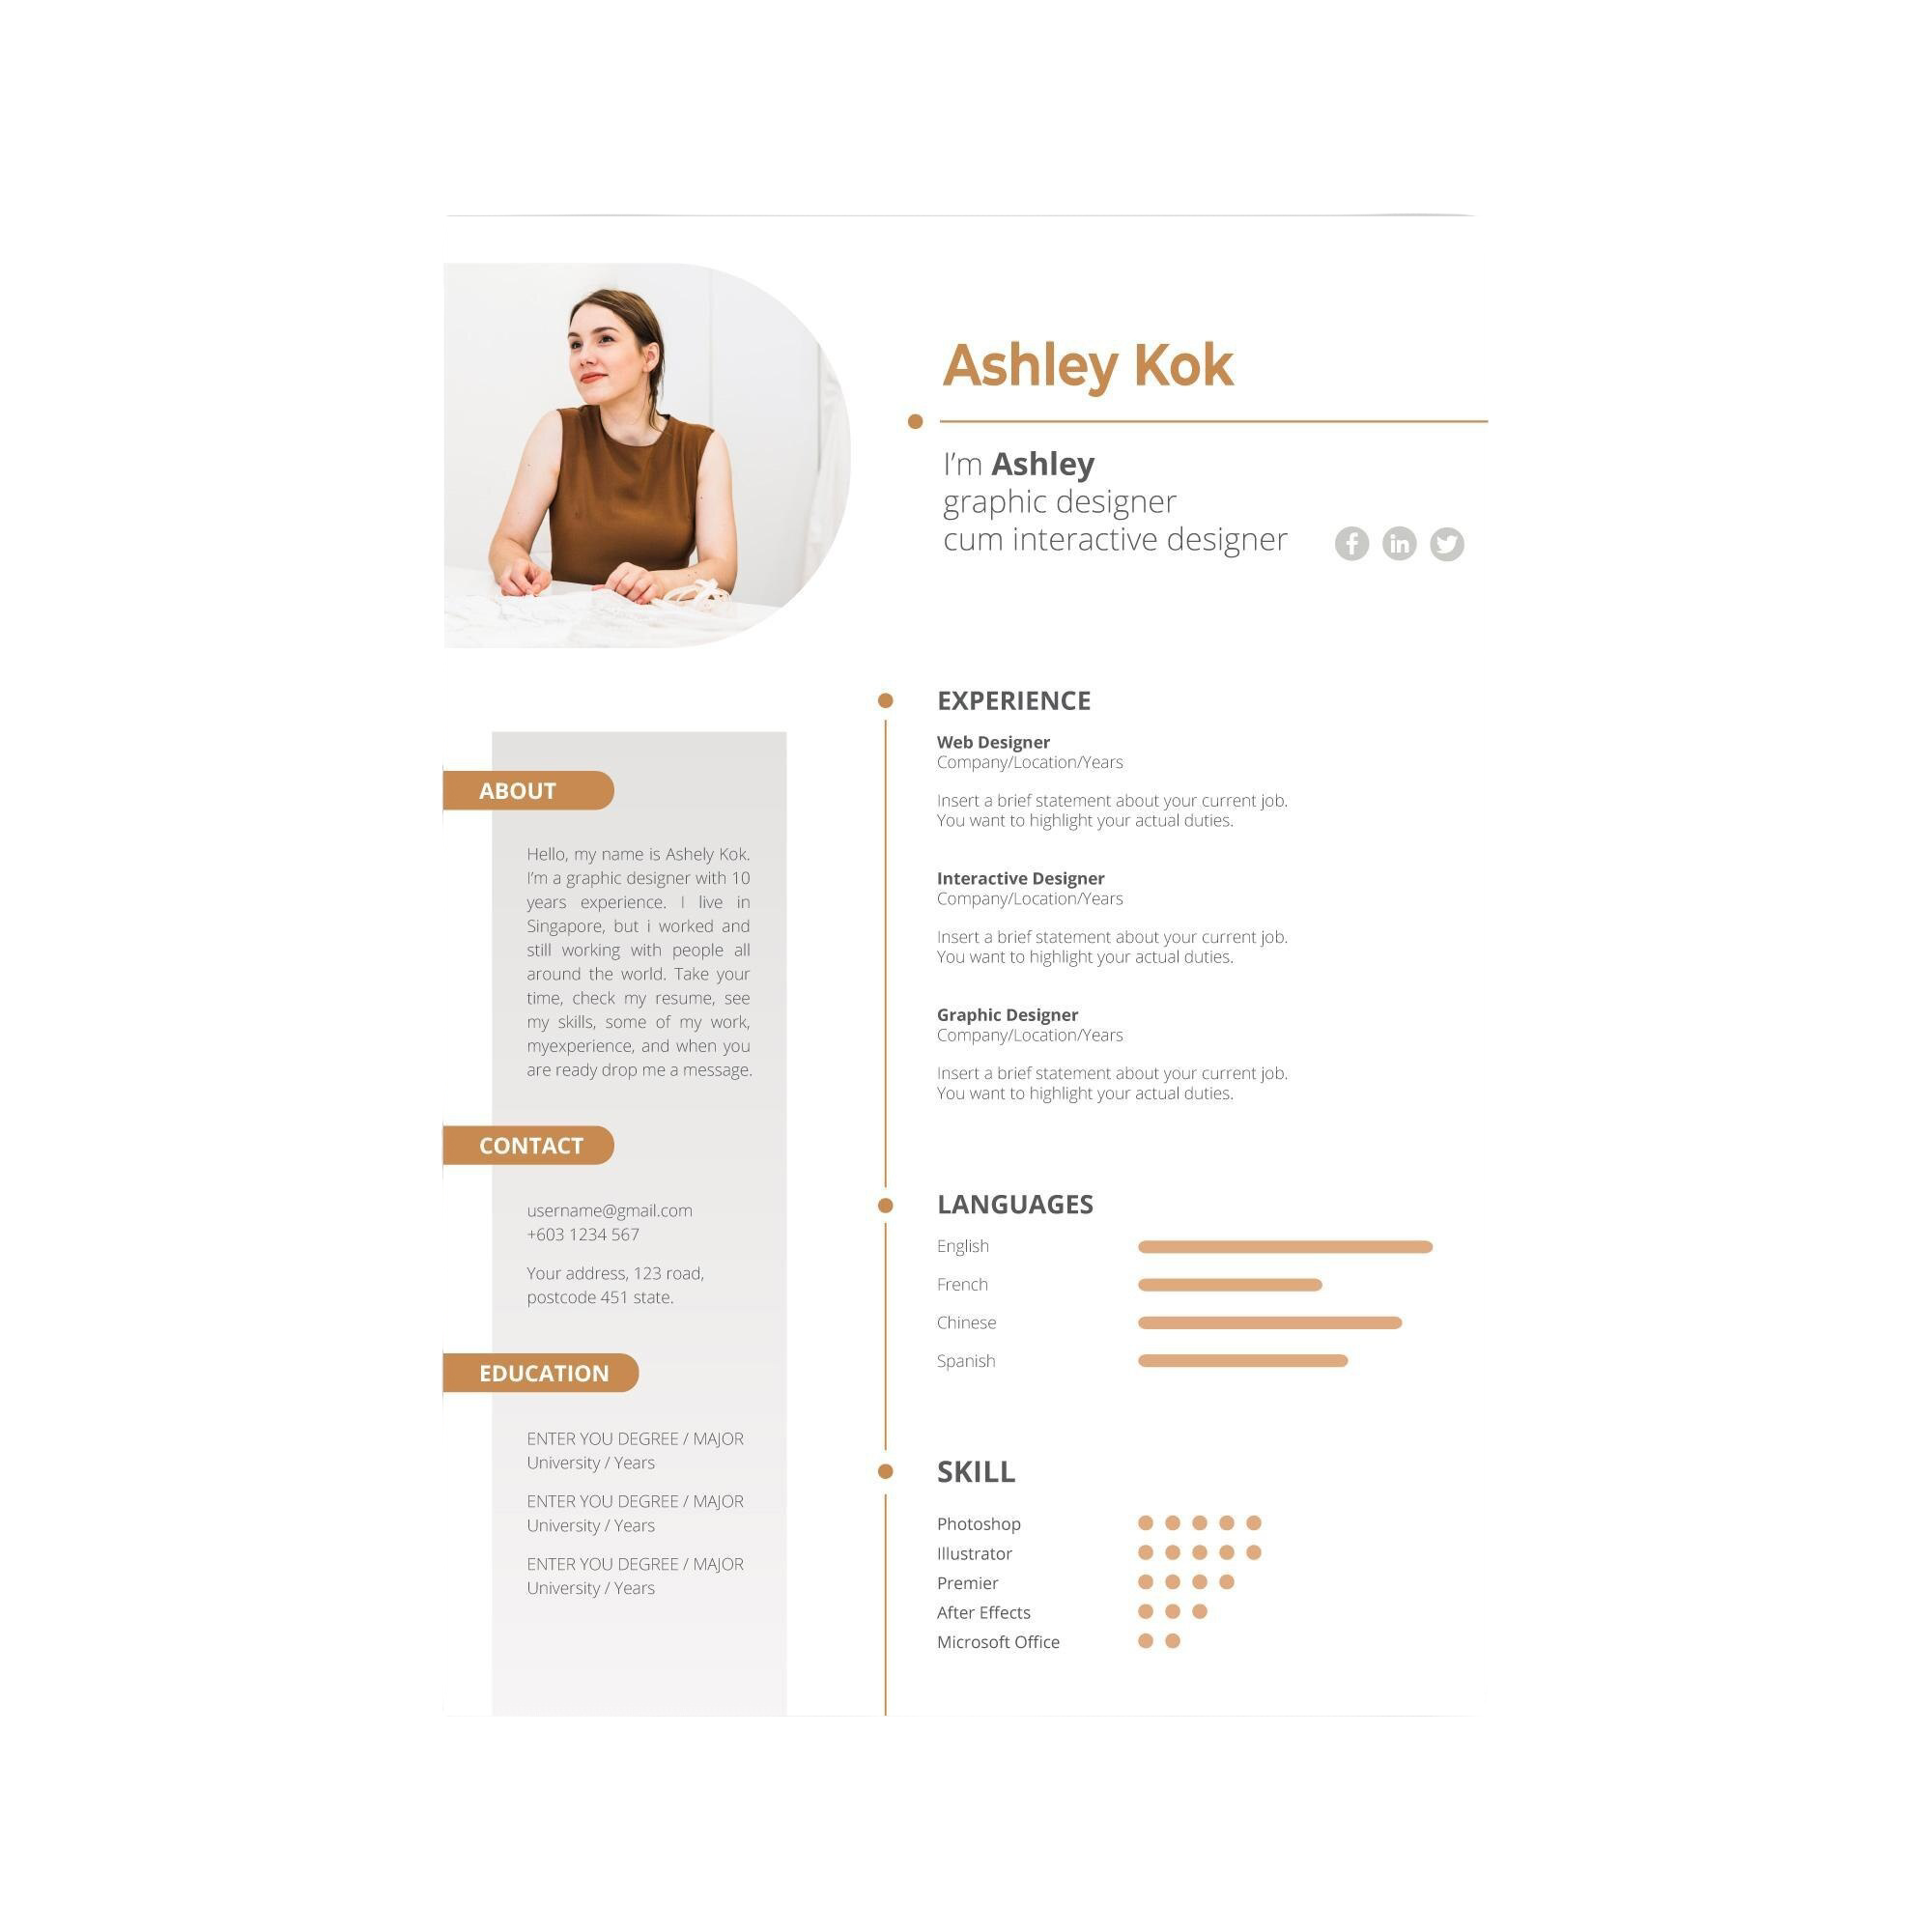 Ashley Kok
I'm Ashley
graphic designer
cum interactive designer
f in
ABOUT
Hello, my name is Ashely Kok.
I'm a graphic designer with 10
years experience. I live in
Singapore, but i worked and
still working with people all
around the world. Take your
time, check my resume, see
my skills, some of my work,
myexperience, and when you
are ready drop me a message.
CONTACT
username@gmail.com
+603 1234 567
Your address, 123 road,
postcode 451 state.
EDUCATION
ENTER YOU DEGREE / MAJOR
University / Years
ENTER YOU DEGREE / MAJOR
University / Years
ENTER YOU DEGREE / MAJOR
University / Years
EXPERIENCE
Web Designer
Company/Location/Years
Insert a brief statement about your current job.
You want to highlight your actual duties.
Interactive Designer
Company/Location/Years
Insert a brief statement about your current job.
You want to highlight your actual duties.
Graphic Designer
Company/Location/Years
Insert a brief statement about your current job.
You want to highlight your actual duties.
LANGUAGES
English
French
Chinese
Spanish
SKILL
Photoshop
Illustrator
Premier
After Effects
Microsoft Office